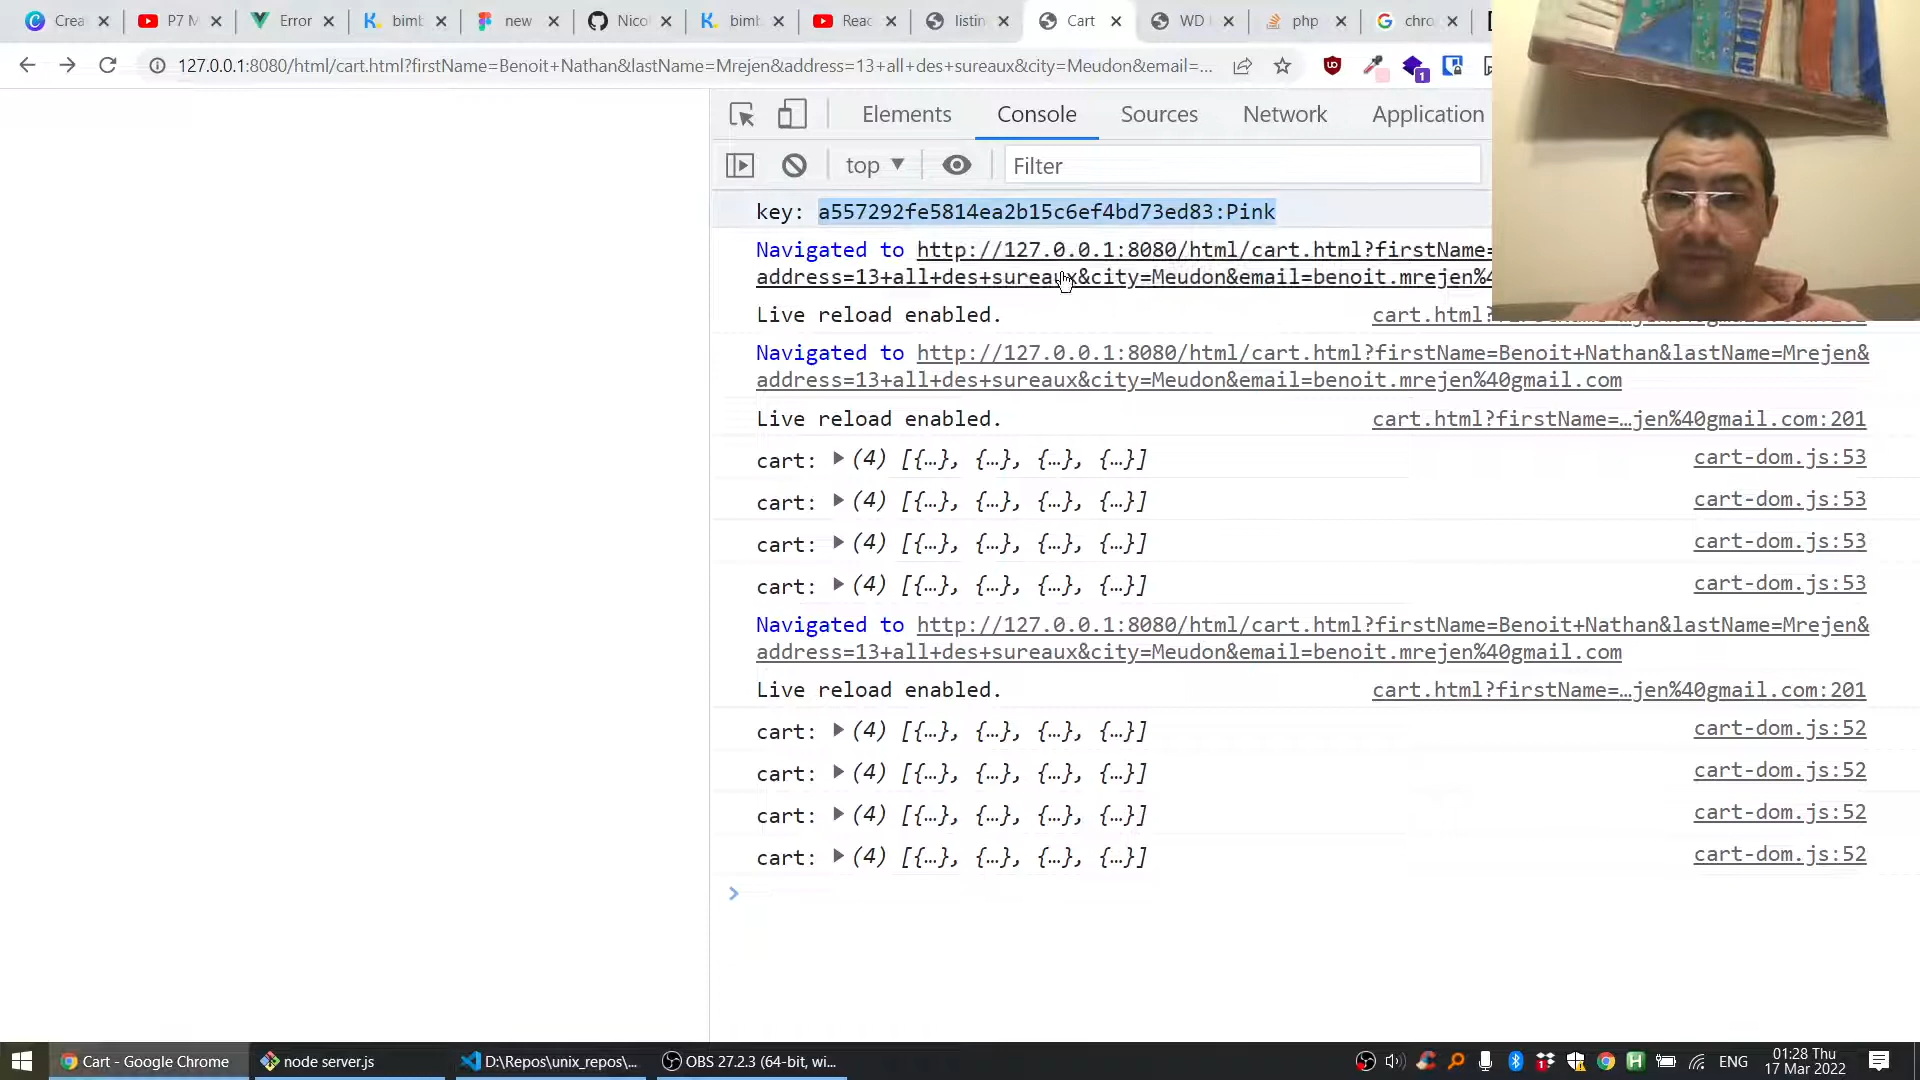 Crea
P7 M
Error
bimb
new
Nico
bimb
Reac
listin
Cart
WD
php
chro
127.0.0.1:8080/html/cart.html?firstName=Benoit+Nathan&lastName=Mrejen&address=13+all+des+sureaux&city=Meudon&email=...
1
Elements
Console
Sources
Network
Application
top
Filter
key: a557292fe5814ea2b15c6ef4bd73ed83:Pink
Navigated to http://127.0.0.1:8080/html/cart.html?firstName=
address=13+all+des+sureaux&city=Meudon&email=benoit.mrejen%4
Live reload enabled.
Navigated to http://127.0.0.1:8080/html/cart.html?firstName=Benoit+Nathan&lastName=Mrejen&
address=13+all+des+sureaux&city=Meudon&email=benoit.mrejen%40gmail.com
Live reload enabled. cart.html?firstName=…jen%40gmail.com:201
cart: (4) [{…}, {…}, {…}, {…}] cart-dom.js:53
cart: (4) [{…}, {…}, {…}, {…}] cart-dom.js:53
cart: (4) [{…}, {…}, {…}, {…}] cart-dom.js:53
cart: (4) [{…}, {…}, {…}, {…}] cart-dom.js:53
Navigated to http://127.0.0.1:8080/html/cart.html?firstName=Benoit+Nathan&lastName=Mrejen&
address=13+all+des+sureaux&city=Meudon&email=benoit.mrejen%40gmail.com
Live reload enabled. cart.html?firstName=…jen%40gmail.com:201
cart: (4) [{…}, {…}, {…}, {…}] cart-dom.js:52
cart: (4) [{…}, {…}, {…}, {…}] cart-dom.js:52
cart: (4) [{…}, {…}, {…}, {…}] cart-dom.js:52
cart: (4) [{…}, {…}, {…}, {…}] cart-dom.js:52
Cart - Google Chrome
node server.js
D:\Repos\unix_repos\...
OBS 27.2.3 (64-bit, wi...
ENG
01:28 Thu
17 Mar 2022